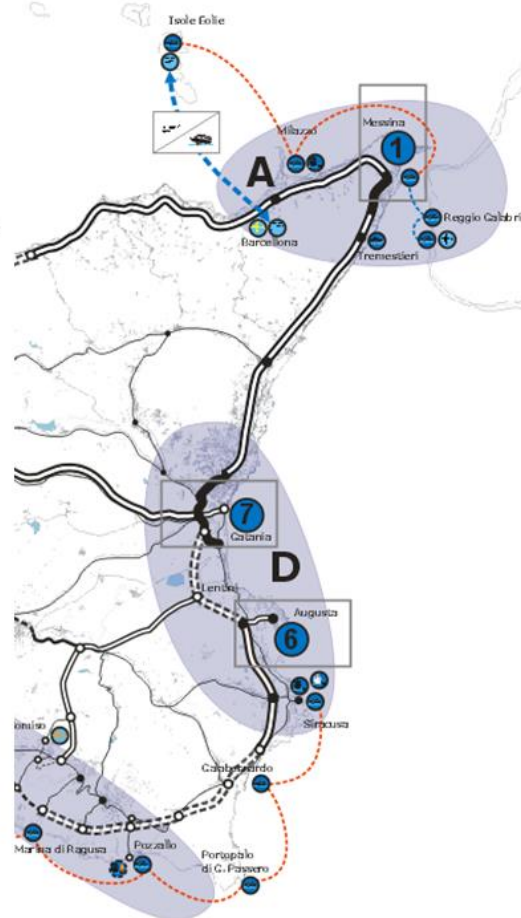 Isole Eolie
Messina
Milazzo
1
A
Reggio Calabri
Barcellona
Tremestieri
7
Catania
D
Lentini
Augusta
6
Siracusa
Calabernardo
Marina di Ragusa
Pozzallo
Portopalo
di C. Passero